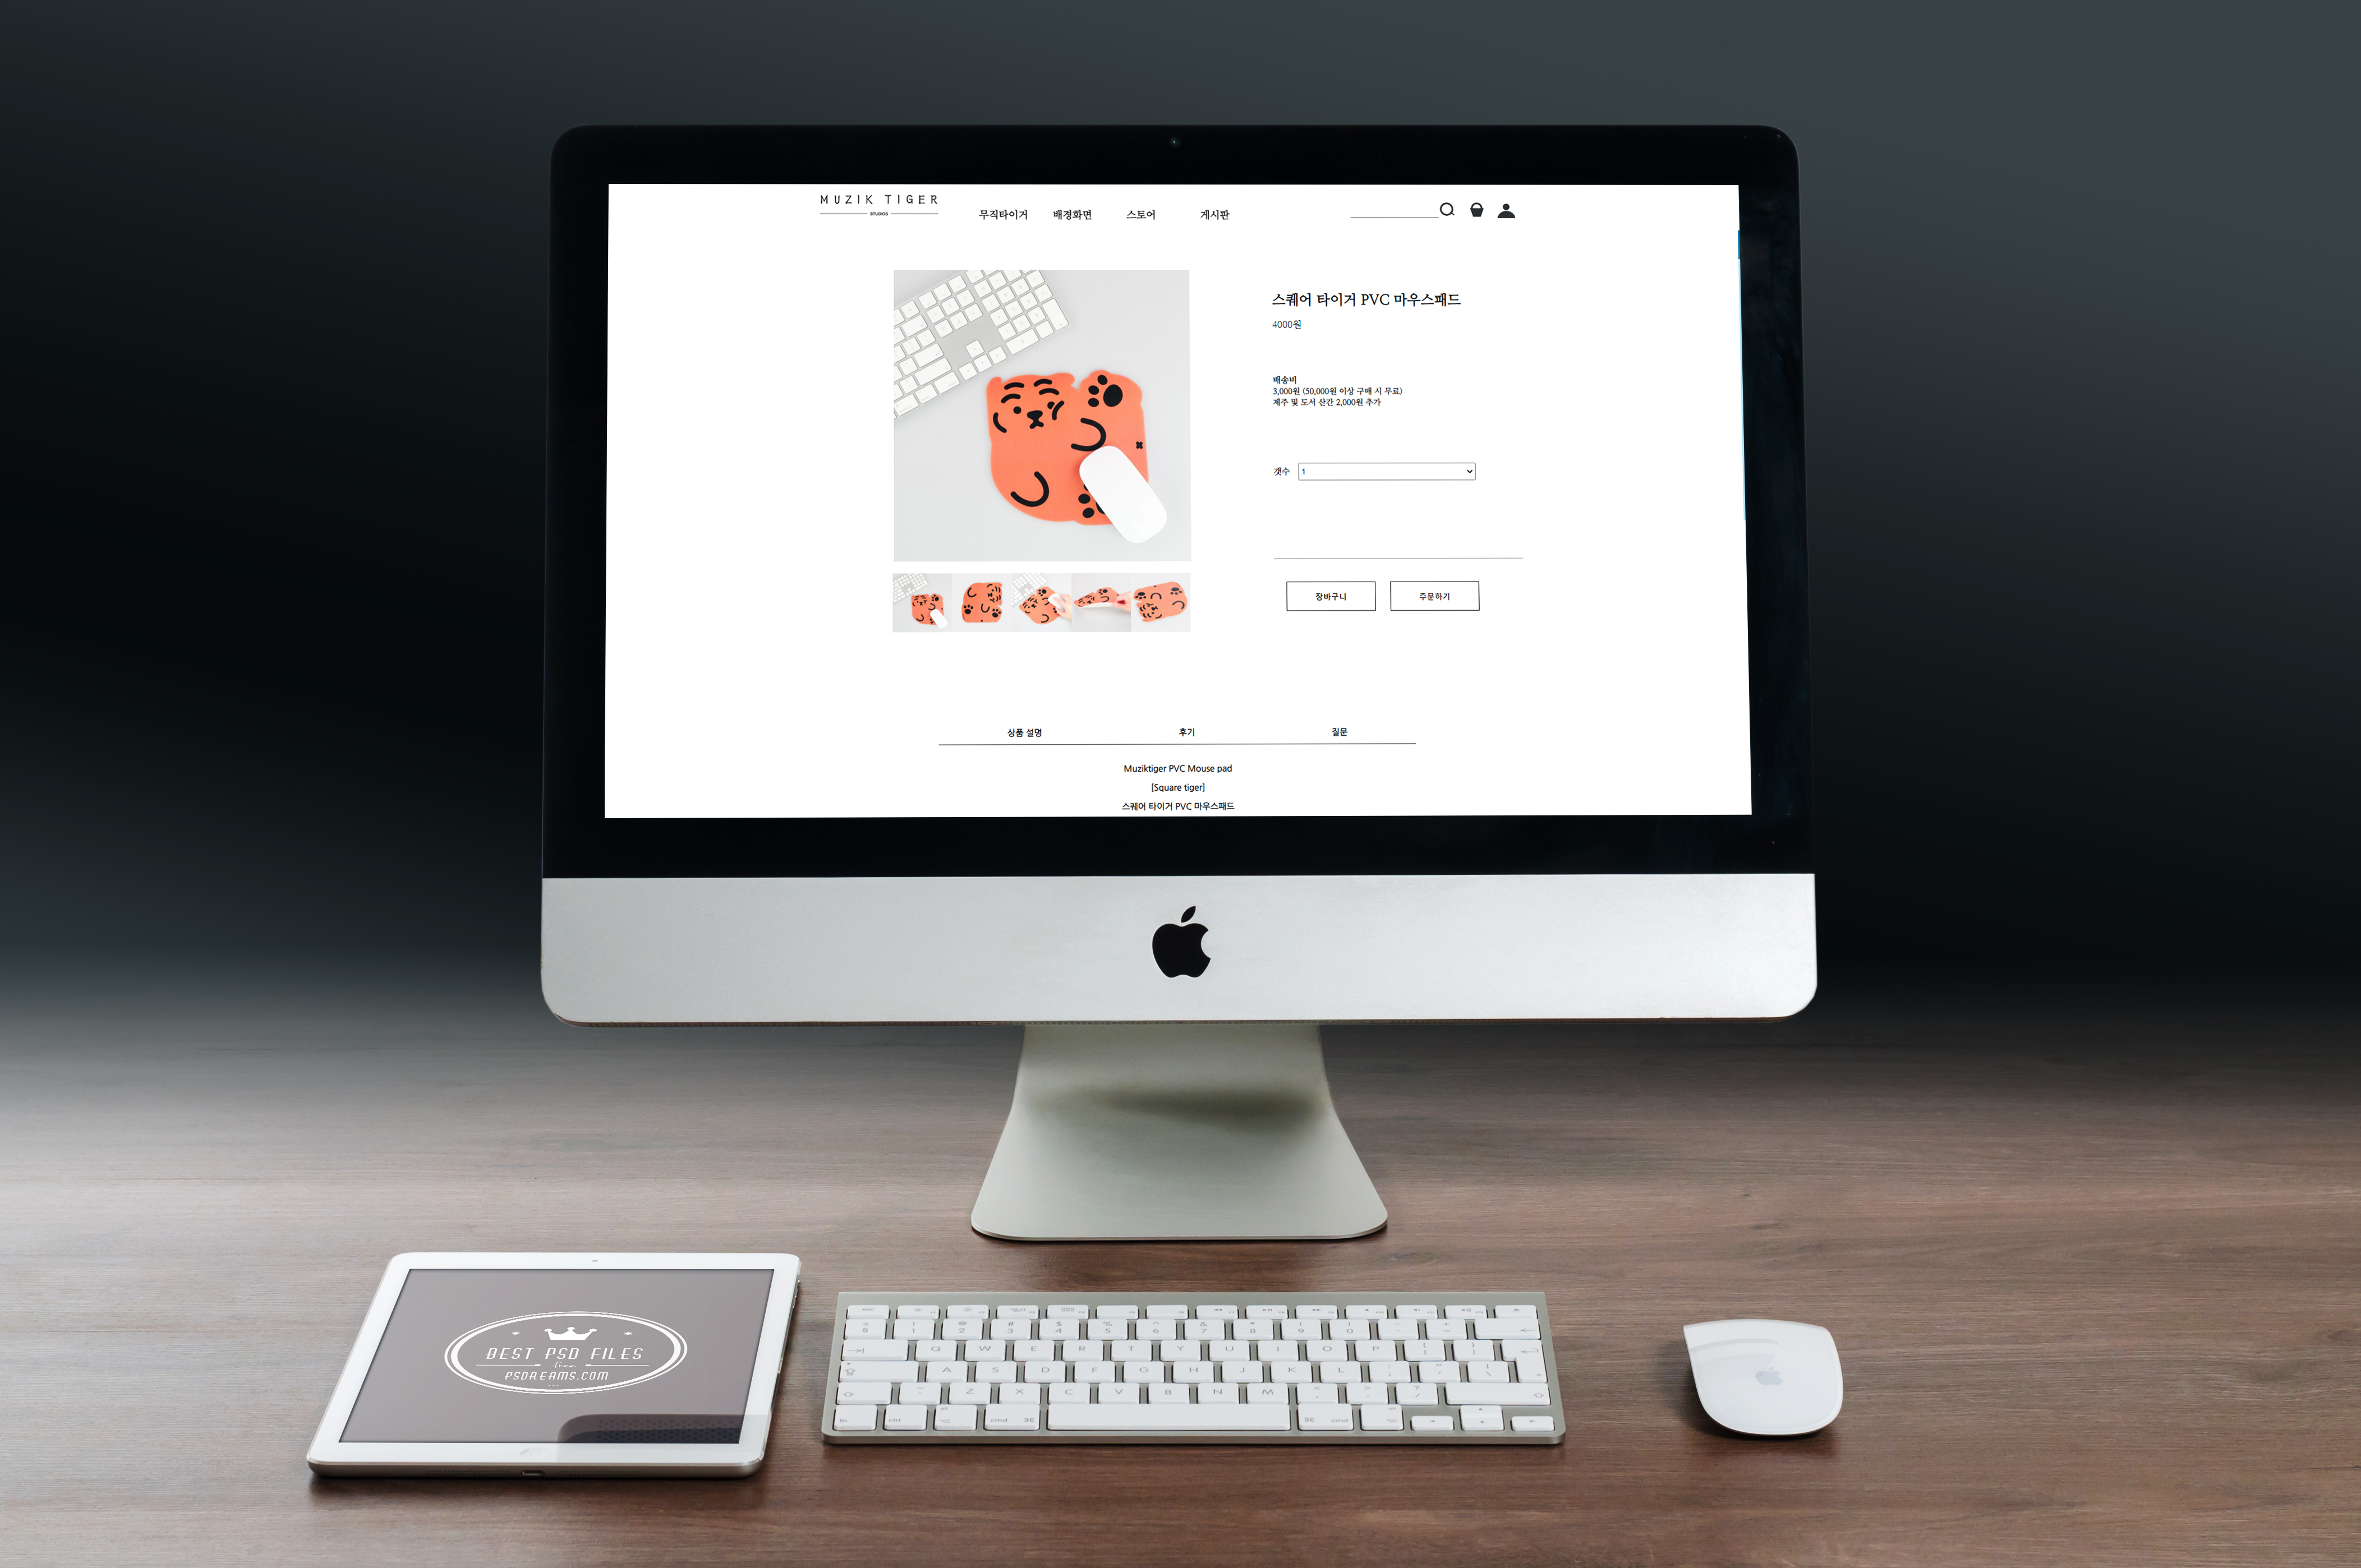 MUZIK TIGER
STUDIOS
무직타이거 배경화면 스토어 게시판
스퀘어 타이거 PVC 마우스패드
4000원
배송비
3,000원 (50,000원 이상 구매 시 무료)
제주 및 도서 산간 2,000원 추가
갯수 1
장바구니 주문하기
상품 설명 후기 질문
Muziktiger PVC Mouse pad
[Square tiger]
스퀘어 타이거 PVC 마우스패드
BEST PSD FILES
free
PSDREAMS.COM
Q W E R T Y U I O P
A S D F G H J K L
Z X C V B N M
fn ctrl cmd cmd